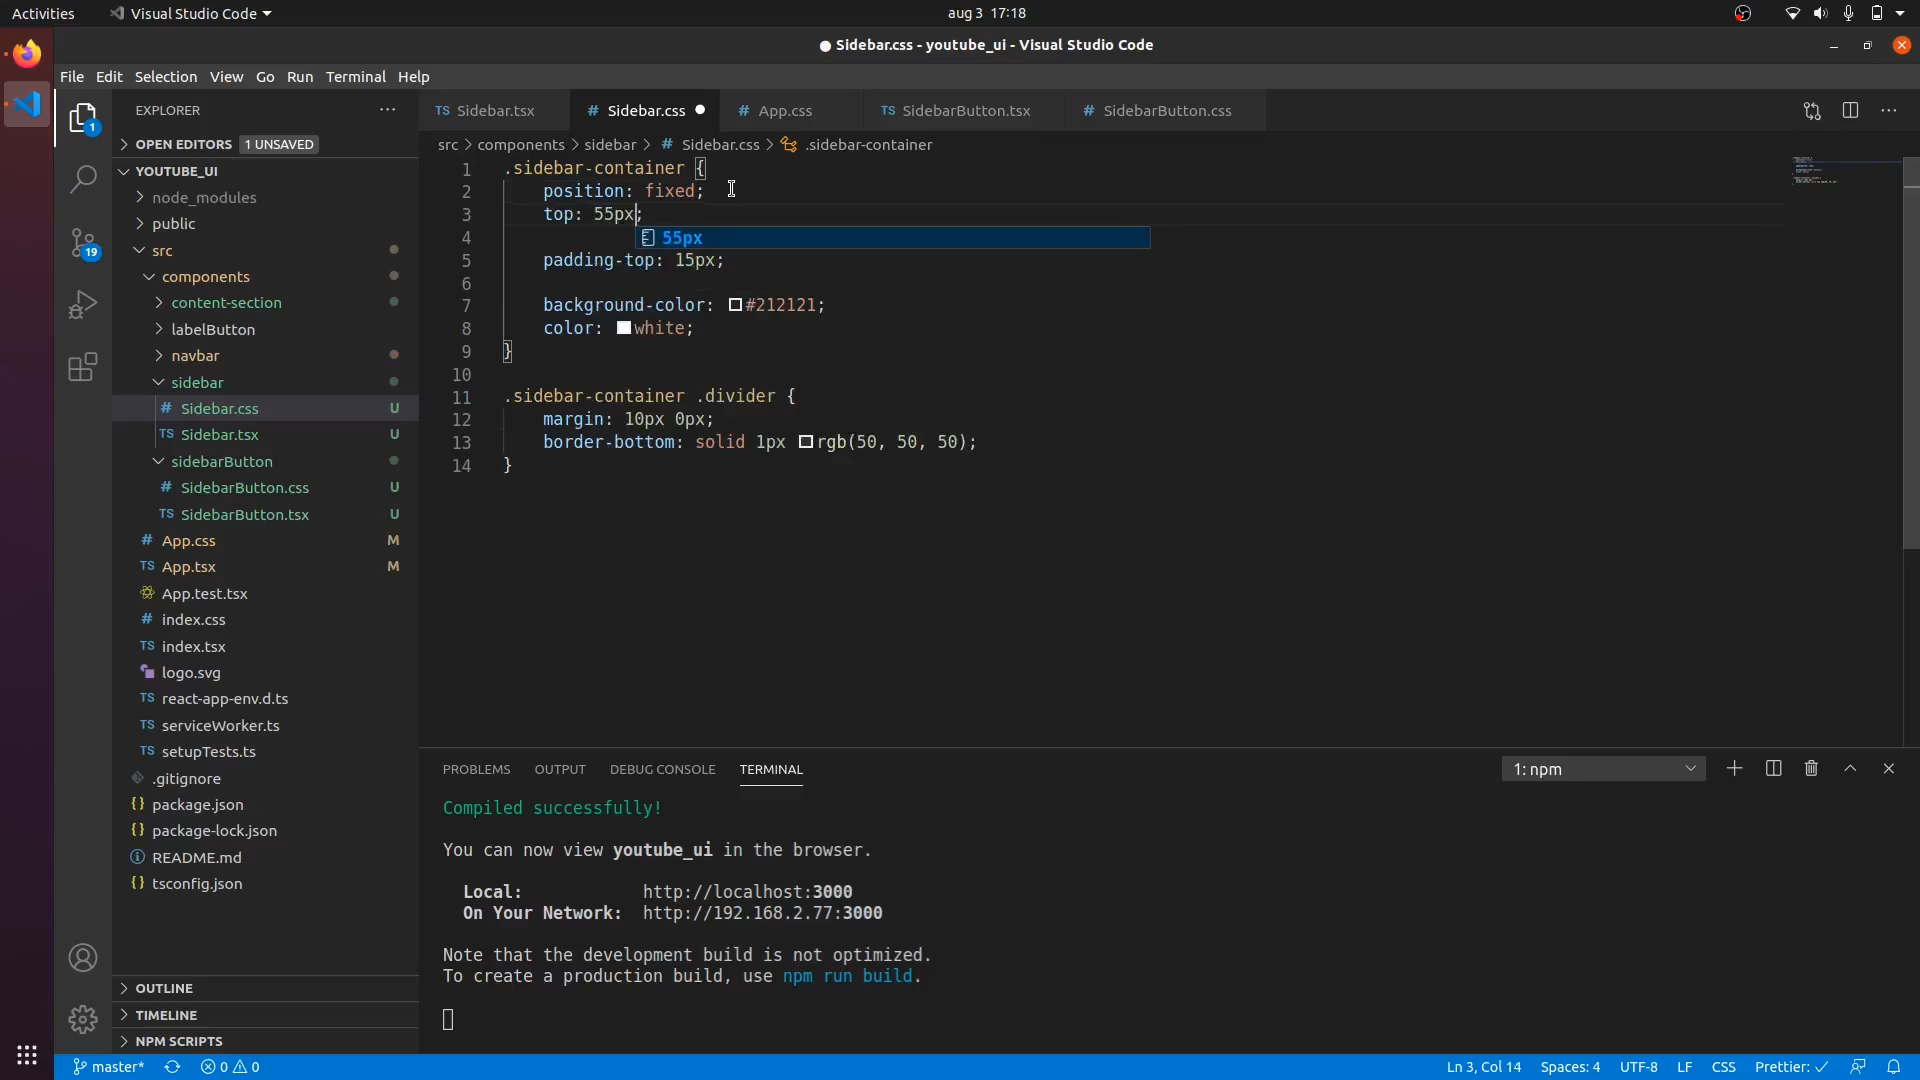 Activities
Visual Studio Code
aug 3 17:18
● Sidebar.css - youtube_ui - Visual Studio Code
File Edit Selection View Go Run Terminal Help
EXPLORER
TS Sidebar.tsx
# Sidebar.css
# App.css
TS SidebarButton.tsx
# SidebarButton.css
OPEN EDITORS 1 UNSAVED
src > components > sidebar > # Sidebar.css > .sidebar-container
YOUTUBE_UI
node_modules
public
src
components
content-section
labelButton
navbar
sidebar
# Sidebar.css U
TS Sidebar.tsx U
sidebarButton
# SidebarButton.css U
TS SidebarButton.tsx U
# App.css M
TS App.tsx M
App.test.tsx
# index.css
TS index.tsx
logo.svg
TS react-app-env.d.ts
TS serviceWorker.ts
TS setupTests.ts
.gitignore
{} package.json
{} package-lock.json
README.md
{} tsconfig.json
OUTLINE
TIMELINE
NPM SCRIPTS
1
19
1 .sidebar-container {
2 position: fixed;
3 top: 55px;
4
55px
5 padding-top: 15px;
6
7 background-color: #212121;
8 color: white;
9 }
10
11 .sidebar-container .divider {
12 margin: 10px 0px;
13 border-bottom: solid 1px rgb(50, 50, 50);
14 }
PROBLEMS OUTPUT DEBUG CONSOLE TERMINAL
1: npm
Compiled successfully!
You can now view youtube_ui in the browser.
Local: http://localhost:3000
On Your Network: http://192.168.2.77:3000
Note that the development build is not optimized.
To create a production build, use npm run build.
master* 0 0
Ln 3, Col 14 Spaces: 4 UTF-8 LF CSS Prettier: ✓